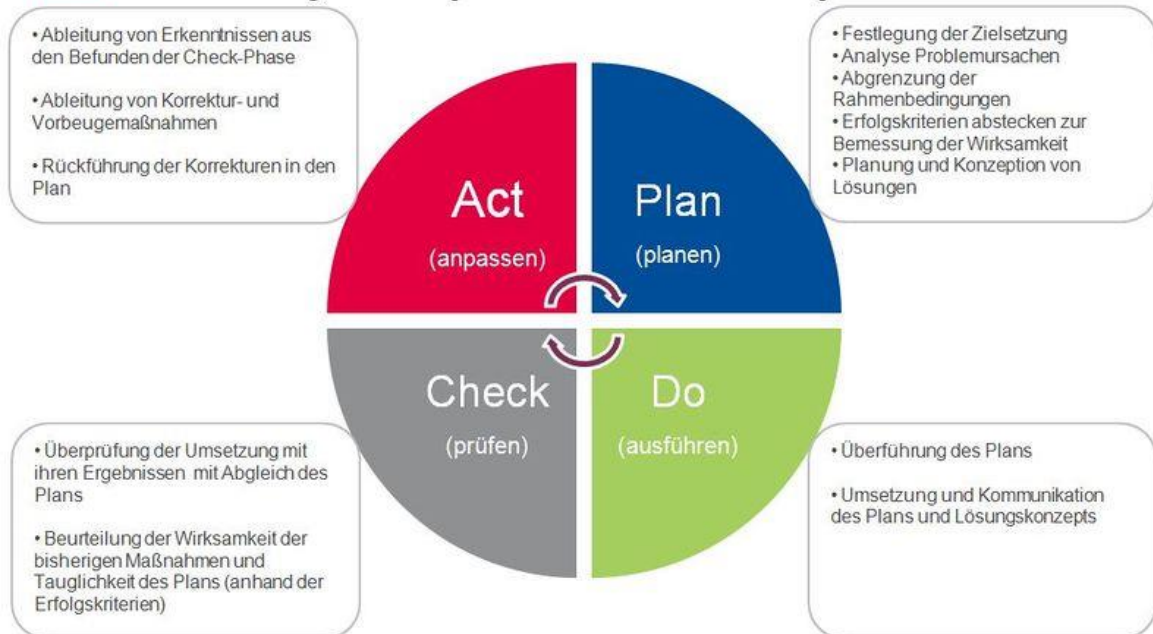 • Ableitung von Erkenntnissen aus
den Befunden der Check-Phase
• Ableitung von Korrektur- und
Vorbeugemaßnahmen
• Rückführung der Korrekturen in den
Plan
• Festlegung der Zielsetzung
• Analyse Problemursachen
• Abgrenzung der
Rahmenbedingungen
• Erfolgskriterien abstecken zur
Bemessung der Wirksamkeit
• Planung und Konzeption von
Lösungen
Act
(anpassen)
Plan
(planen)
Check
(prüfen)
Do
(ausführen)
• Überprüfung der Umsetzung mit
ihren Ergebnissen mit Abgleich des
Plans
• Beurteilung der Wirksamkeit der
bisherigen Maßnahmen und
Tauglichkeit des Plans (anhand der
Erfolgskriterien)
• Überführung des Plans
• Umsetzung und Kommunikation
des Plans und Lösungskonzepts